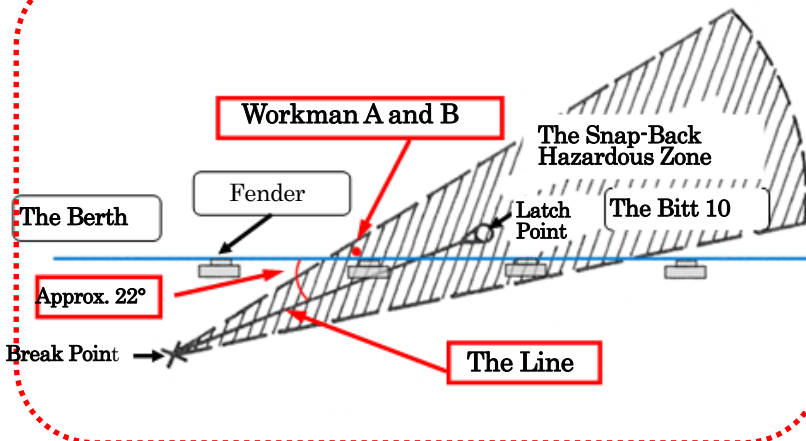 Workman A and B
The Snap-Back
Hazardous Zone
Fender
The Berth
Latch
Point
The Bitt 10
Approx. 22°
Break Point
The Line